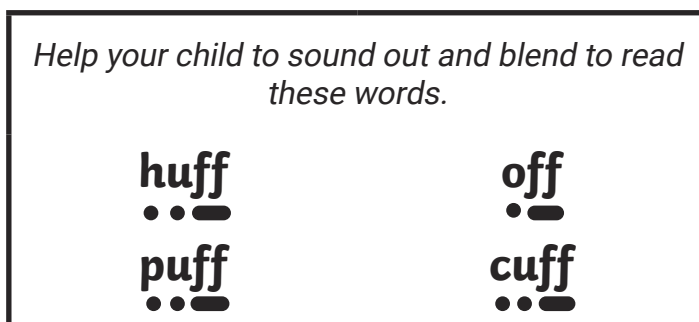 Help your child to sound out and blend to read
these words.
huff off
puff cuff